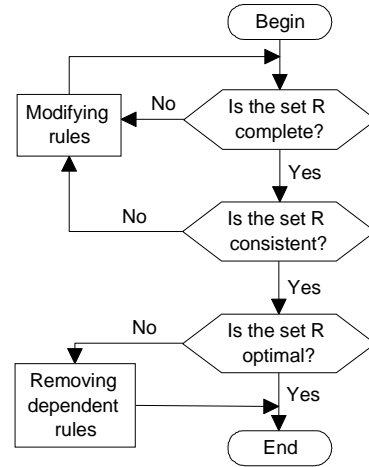 Begin
No
Is the set R
complete?
Modifying
rules
Yes
No
Is the set R
consistent?
Yes
No
Is the set R
optimal?
Removing
dependent
rules
Yes
End